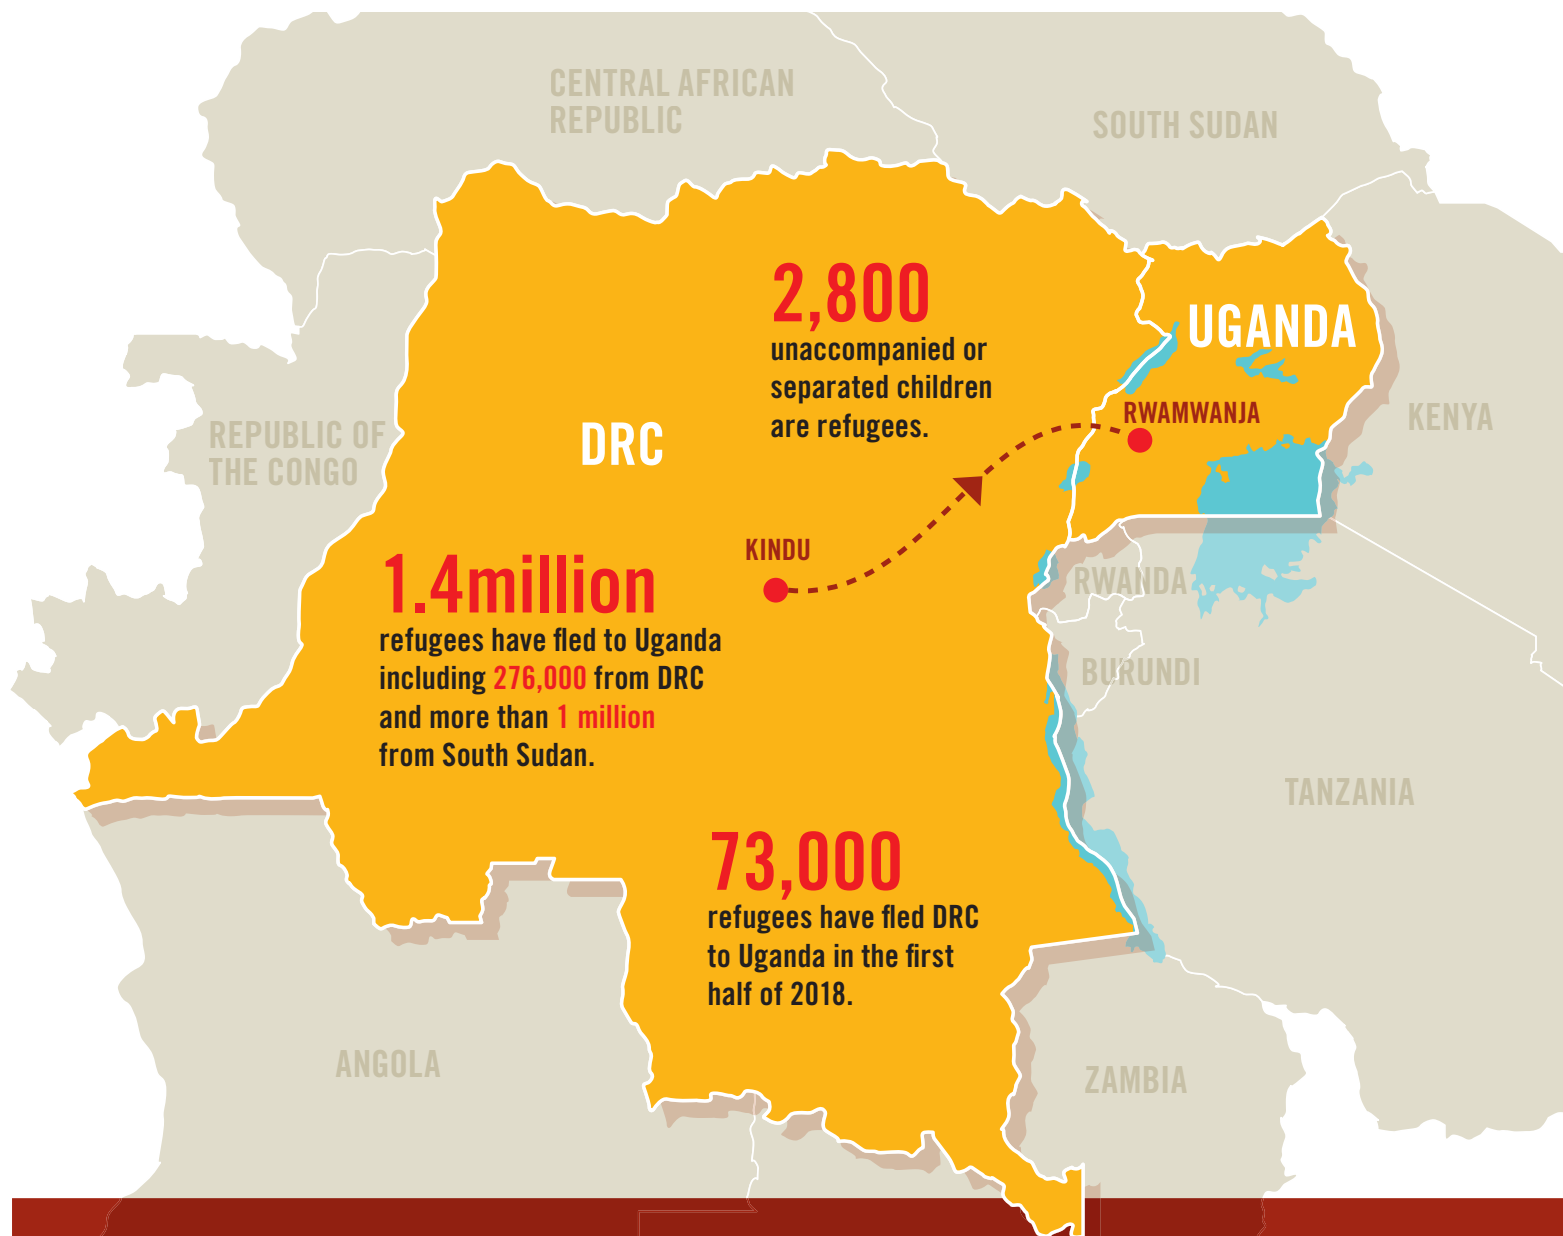 CENTRAL AFRICAN
REPUBLIC
SOUTH SUDAN
2,800
unaccompanied or
separated children
are refugees.
UGANDA
RWAMWANJA
KENYA
REPUBLIC OF
THE CONGO
DRC
KINDU
1.4million
refugees have fled to Uganda
including 276,000 from DRC
and more than 1 million
from South Sudan.
RWANDA
BURUNDI
TANZANIA
73,000
refugees have fled DRC
to Uganda in the first
half of 2018.
ANGOLA
ZAMBIA